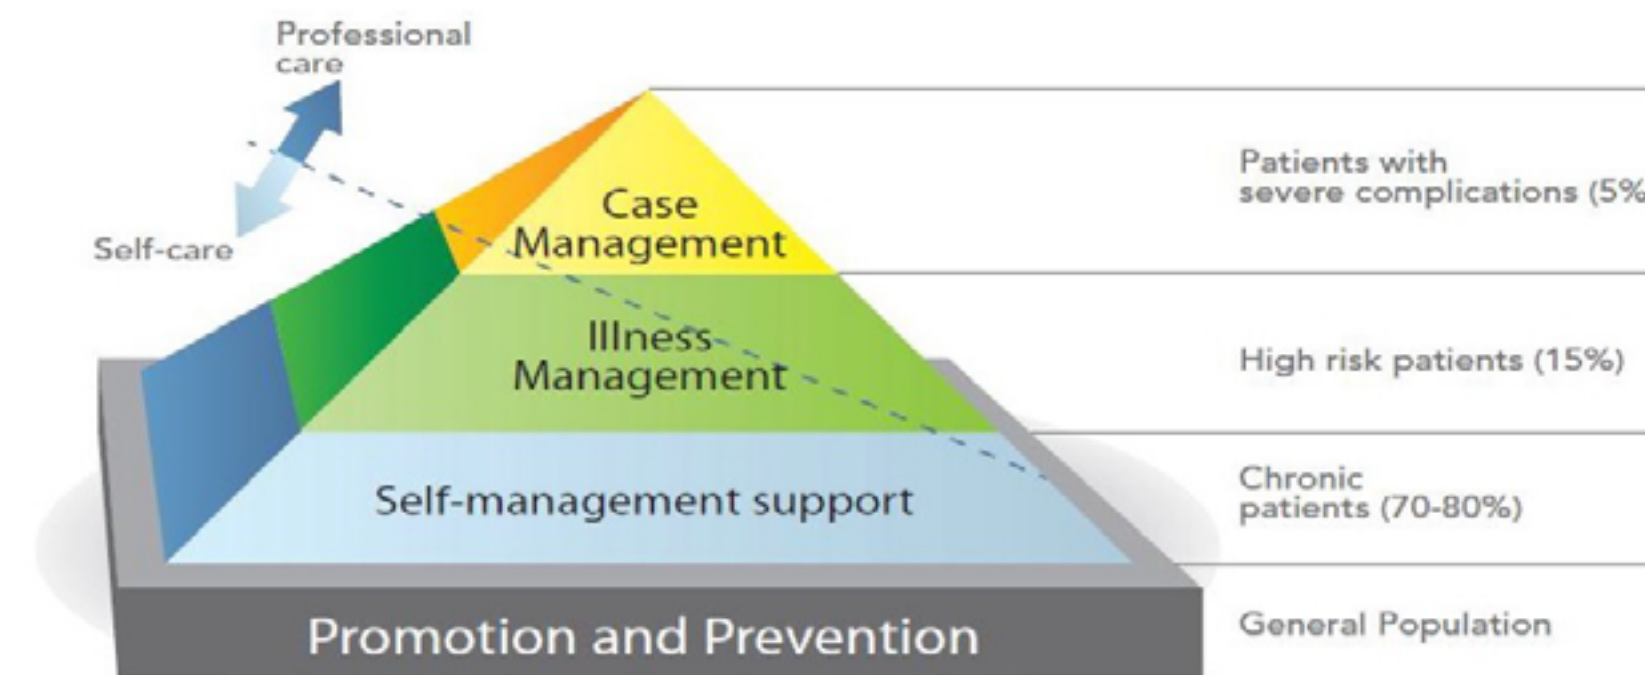 Professional
care
Self-care
Case
Management
Patients with
severe complications (5%
Illness
Management
High risk patients (15%)
Self-management support
Chronic
patients (70-80%)
Promotion and Prevention
General Population